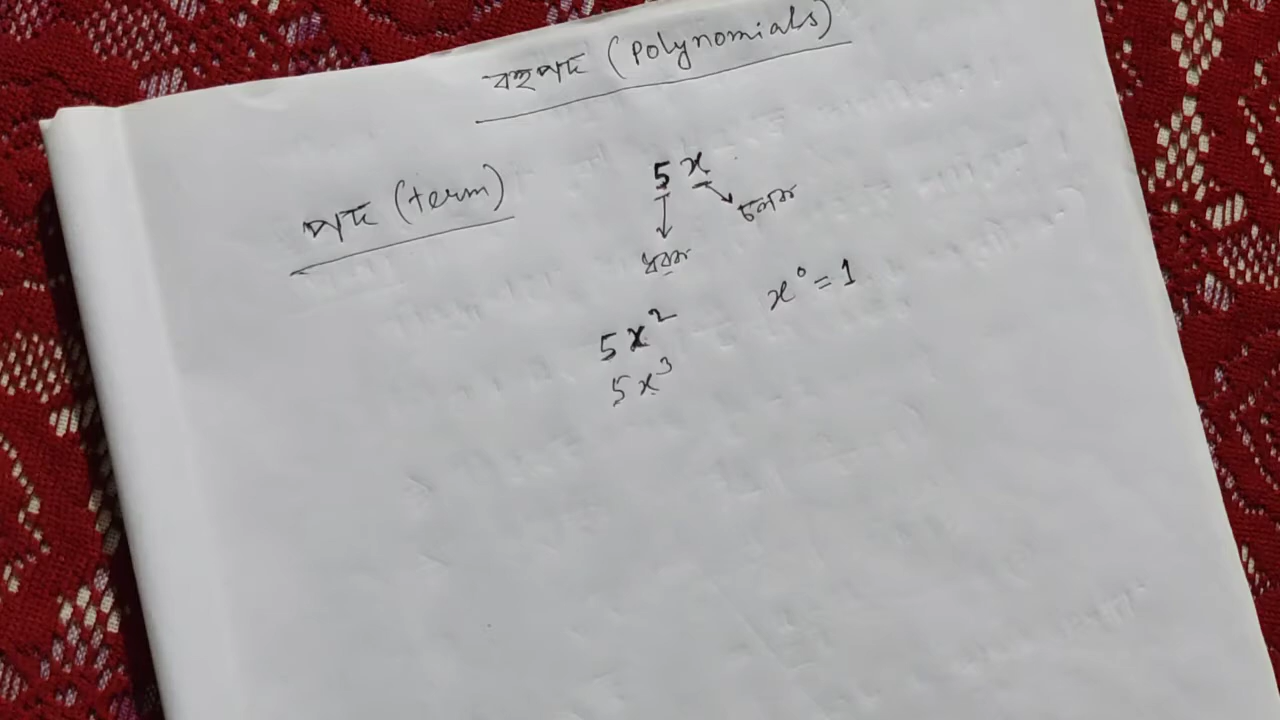 বহুপদ (Polynomials)
পদ (term)
5x
চলক
ধ্রুবক
x⁰ = 1
5x²
5x³